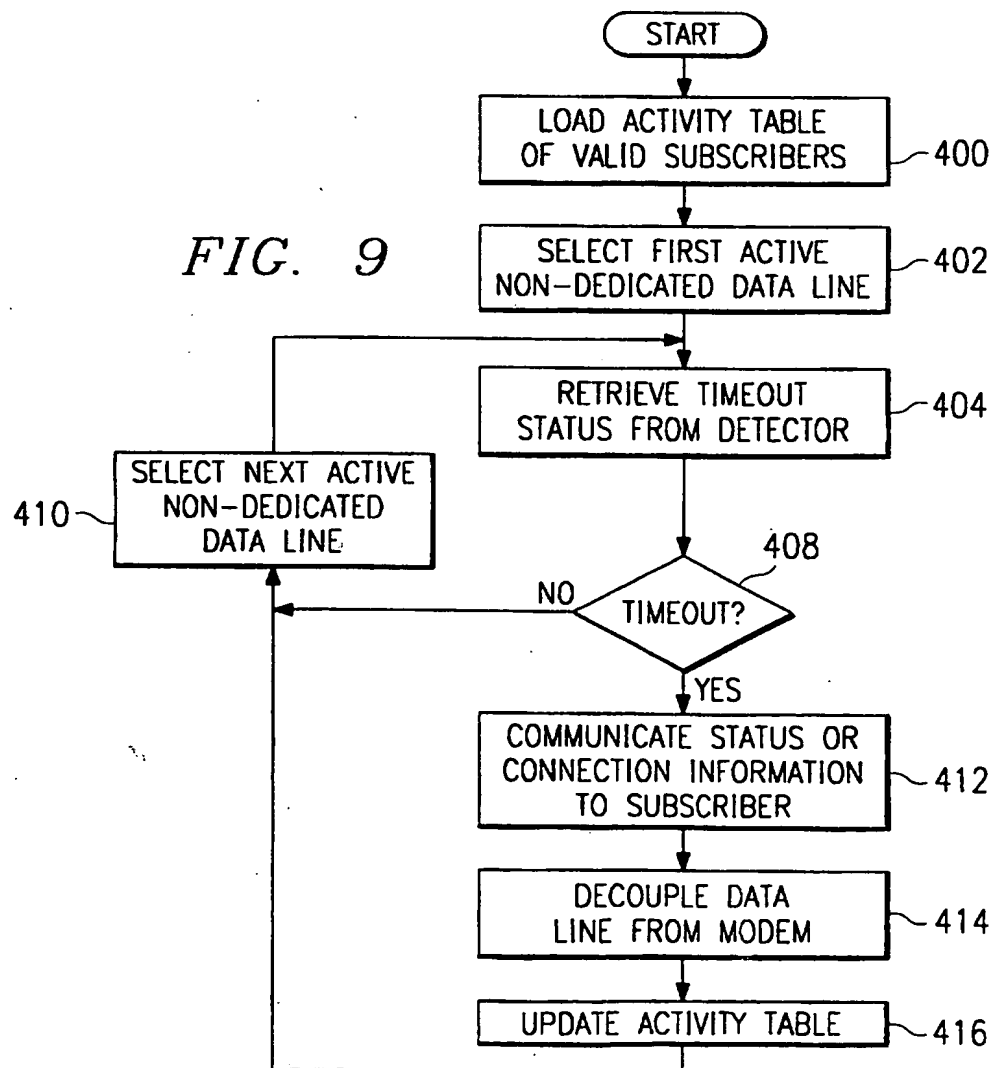 START
LOAD ACTIVITY TABLE
OF VALID SUBSCRIBERS
400
FIG. 9
SELECT FIRST ACTIVE
NON-DEDICATED DATA LINE
402
RETRIEVE TIMEOUT
STATUS FROM DETECTOR
404
SELECT NEXT ACTIVE
NON-DEDICATED
DATA LINE
410
408
TIMEOUT?
NO
YES
COMMUNICATE STATUS OR
CONNECTION INFORMATION
TO SUBSCRIBER
412
DECOUPLE DATA
LINE FROM MODEM
414
UPDATE ACTIVITY TABLE
416